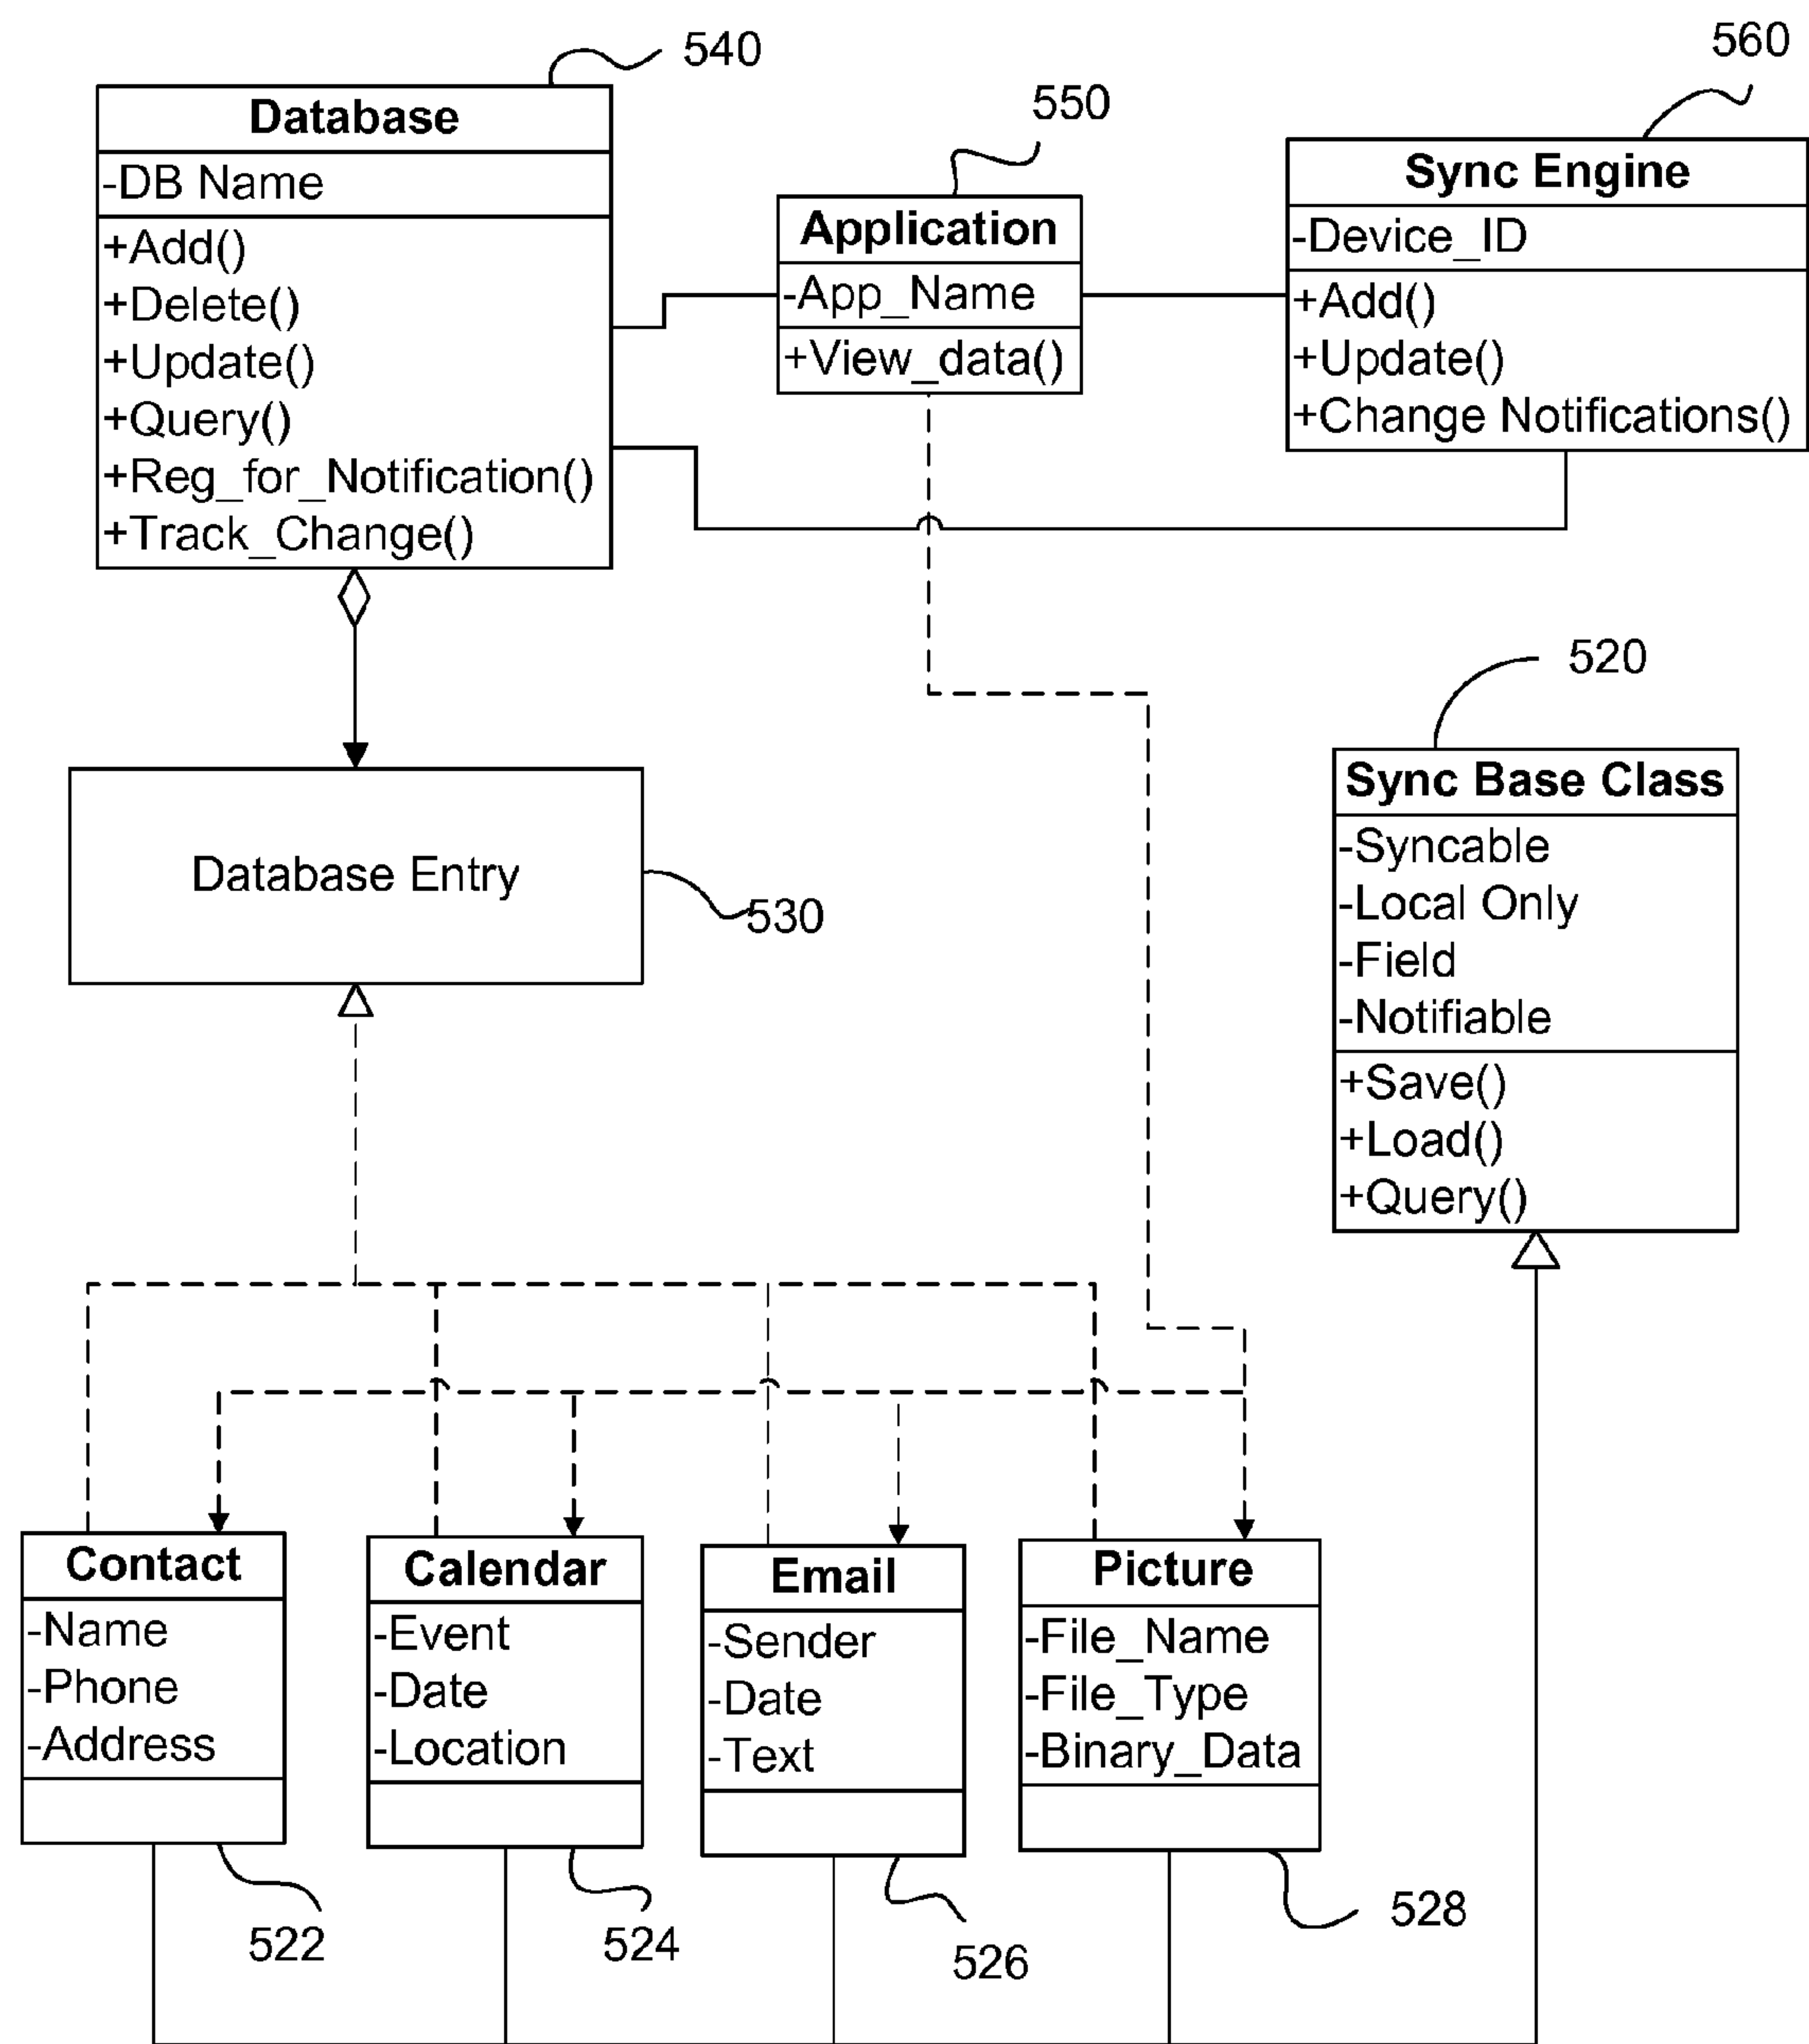 540
Database
-DB Name
+Add()
+Delete()
+Update()
+Query()
+Reg_for_Notification()
+Track_Change()
550
Application
-App_Name
+View_data()
560
Sync Engine
-Device_ID
+Add()
+Update()
+Change Notifications()
Database Entry
530
520
Sync Base Class
-Syncable
-Local Only
-Field
-Notifiable
+Save()
+Load()
+Query()
Contact
-Name
-Phone
-Address
522
Calendar
-Event
-Date
-Location
524
Email
-Sender
-Date
-Text
526
Picture
-File_Name
-File_Type
-Binary_Data
528